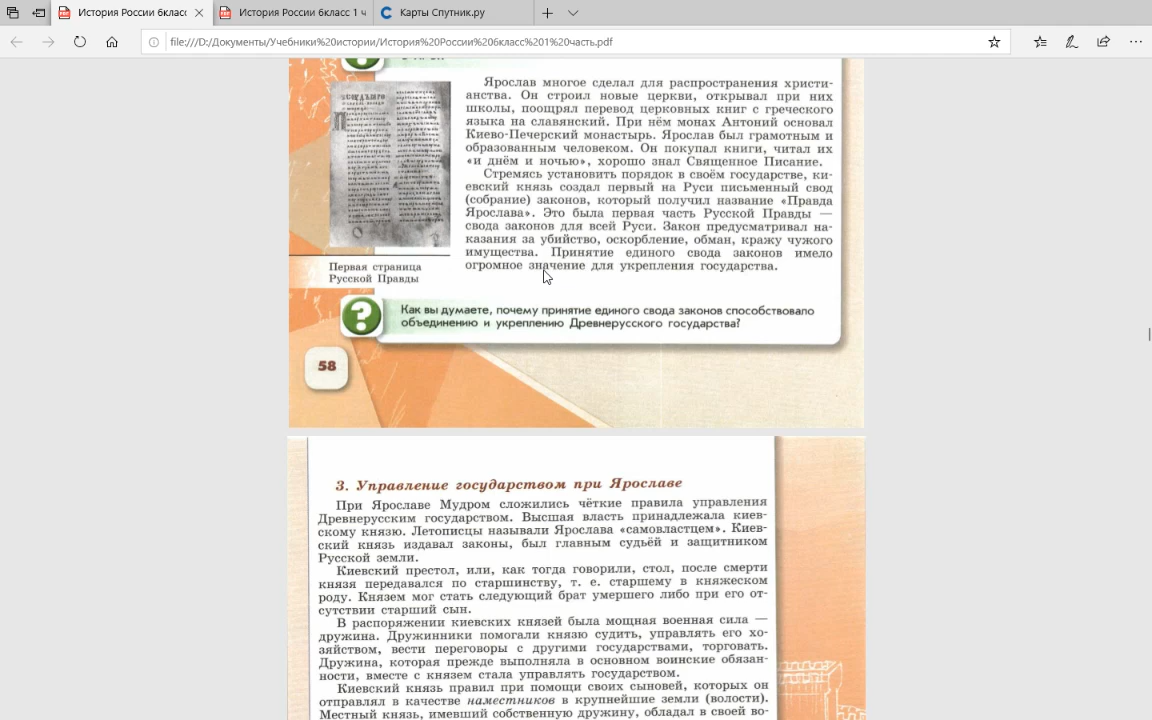 История России 6класс
История России 6класс 1 ч
Карты Спутник.ру
file:///D:/Документы/Учебники%20истории/История%20России%206класс%201%20часть.pdf
Ярослав многое сделал для распространения христи-
анства. Он строил новые церкви, открывал при них
школы, поощрял перевод церковных книг с греческого
языка на славянский. При нём монах Антоний основал
Киево-Печерский монастырь. Ярослав был грамотным и
образованным человеком. Он покупал книги, читал их
«и днём и ночью», хорошо знал Священное Писание.
Стремясь установить порядок в своём государстве, ки-
евский князь создал первый на Руси письменный свод
(собрание) законов, который получил название «Правда
Ярослава». Это была первая часть Русской Правды —
свода законов для всей Руси. Закон предусматривал на-
казания за убийство, оскорбление, обман, кражу чужого
имущества. Принятие единого свода законов имело
огромное значение для укрепления государства.
Первая страница
Русской Правды
Как вы думаете, почему принятие единого свода законов способствовало
объединению и укреплению Древнерусского государства?
58
3. Управление государством при Ярославе
При Ярославе Мудром сложились чёткие правила управления
Древнерусским государством. Высшая власть принадлежала киев-
скому князю. Летописцы называли Ярослава «самовластцем». Киев-
ский князь издавал законы, был главным судьёй и защитником
Русской земли.
Киевский престол, или, как тогда говорили, стол, после смерти
князя передавался по старшинству, т. е. старшему в княжеском
роду. Князем мог стать следующий брат умершего либо при его от-
сутствии старший сын.
В распоряжении киевских князей была мощная военная сила —
дружина. Дружинники помогали князю судить, управлять его хо-
зяйством, вести переговоры с другими государствами, торговать.
Дружина, которая прежде выполняла в основном воинские обязан-
ности, вместе с князем стала управлять государством.
Киевский князь правил при помощи своих сыновей, которых он
отправлял в качестве наместников в крупнейшие земли (волости).
Местный князь, имевший собственную дружину, обладал в своей во-